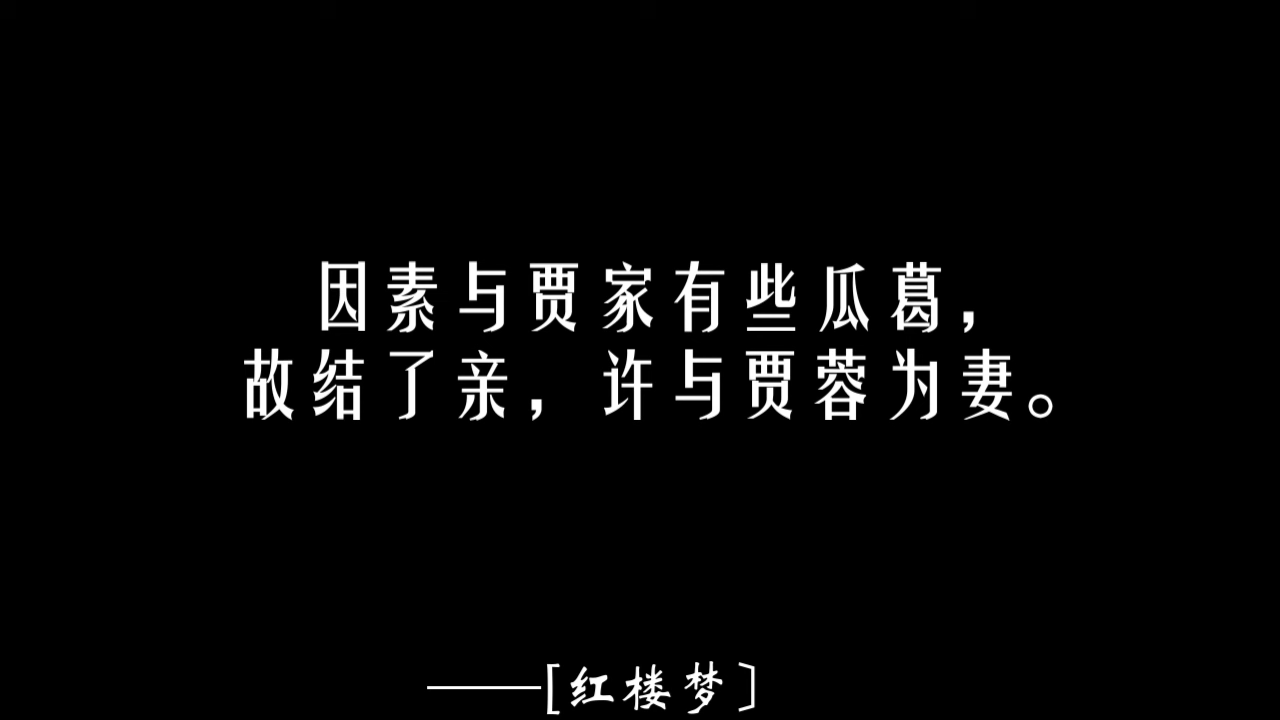 因素与贾家有些瓜葛，
故结了亲，许与贾蓉为妻。
——[红楼梦]